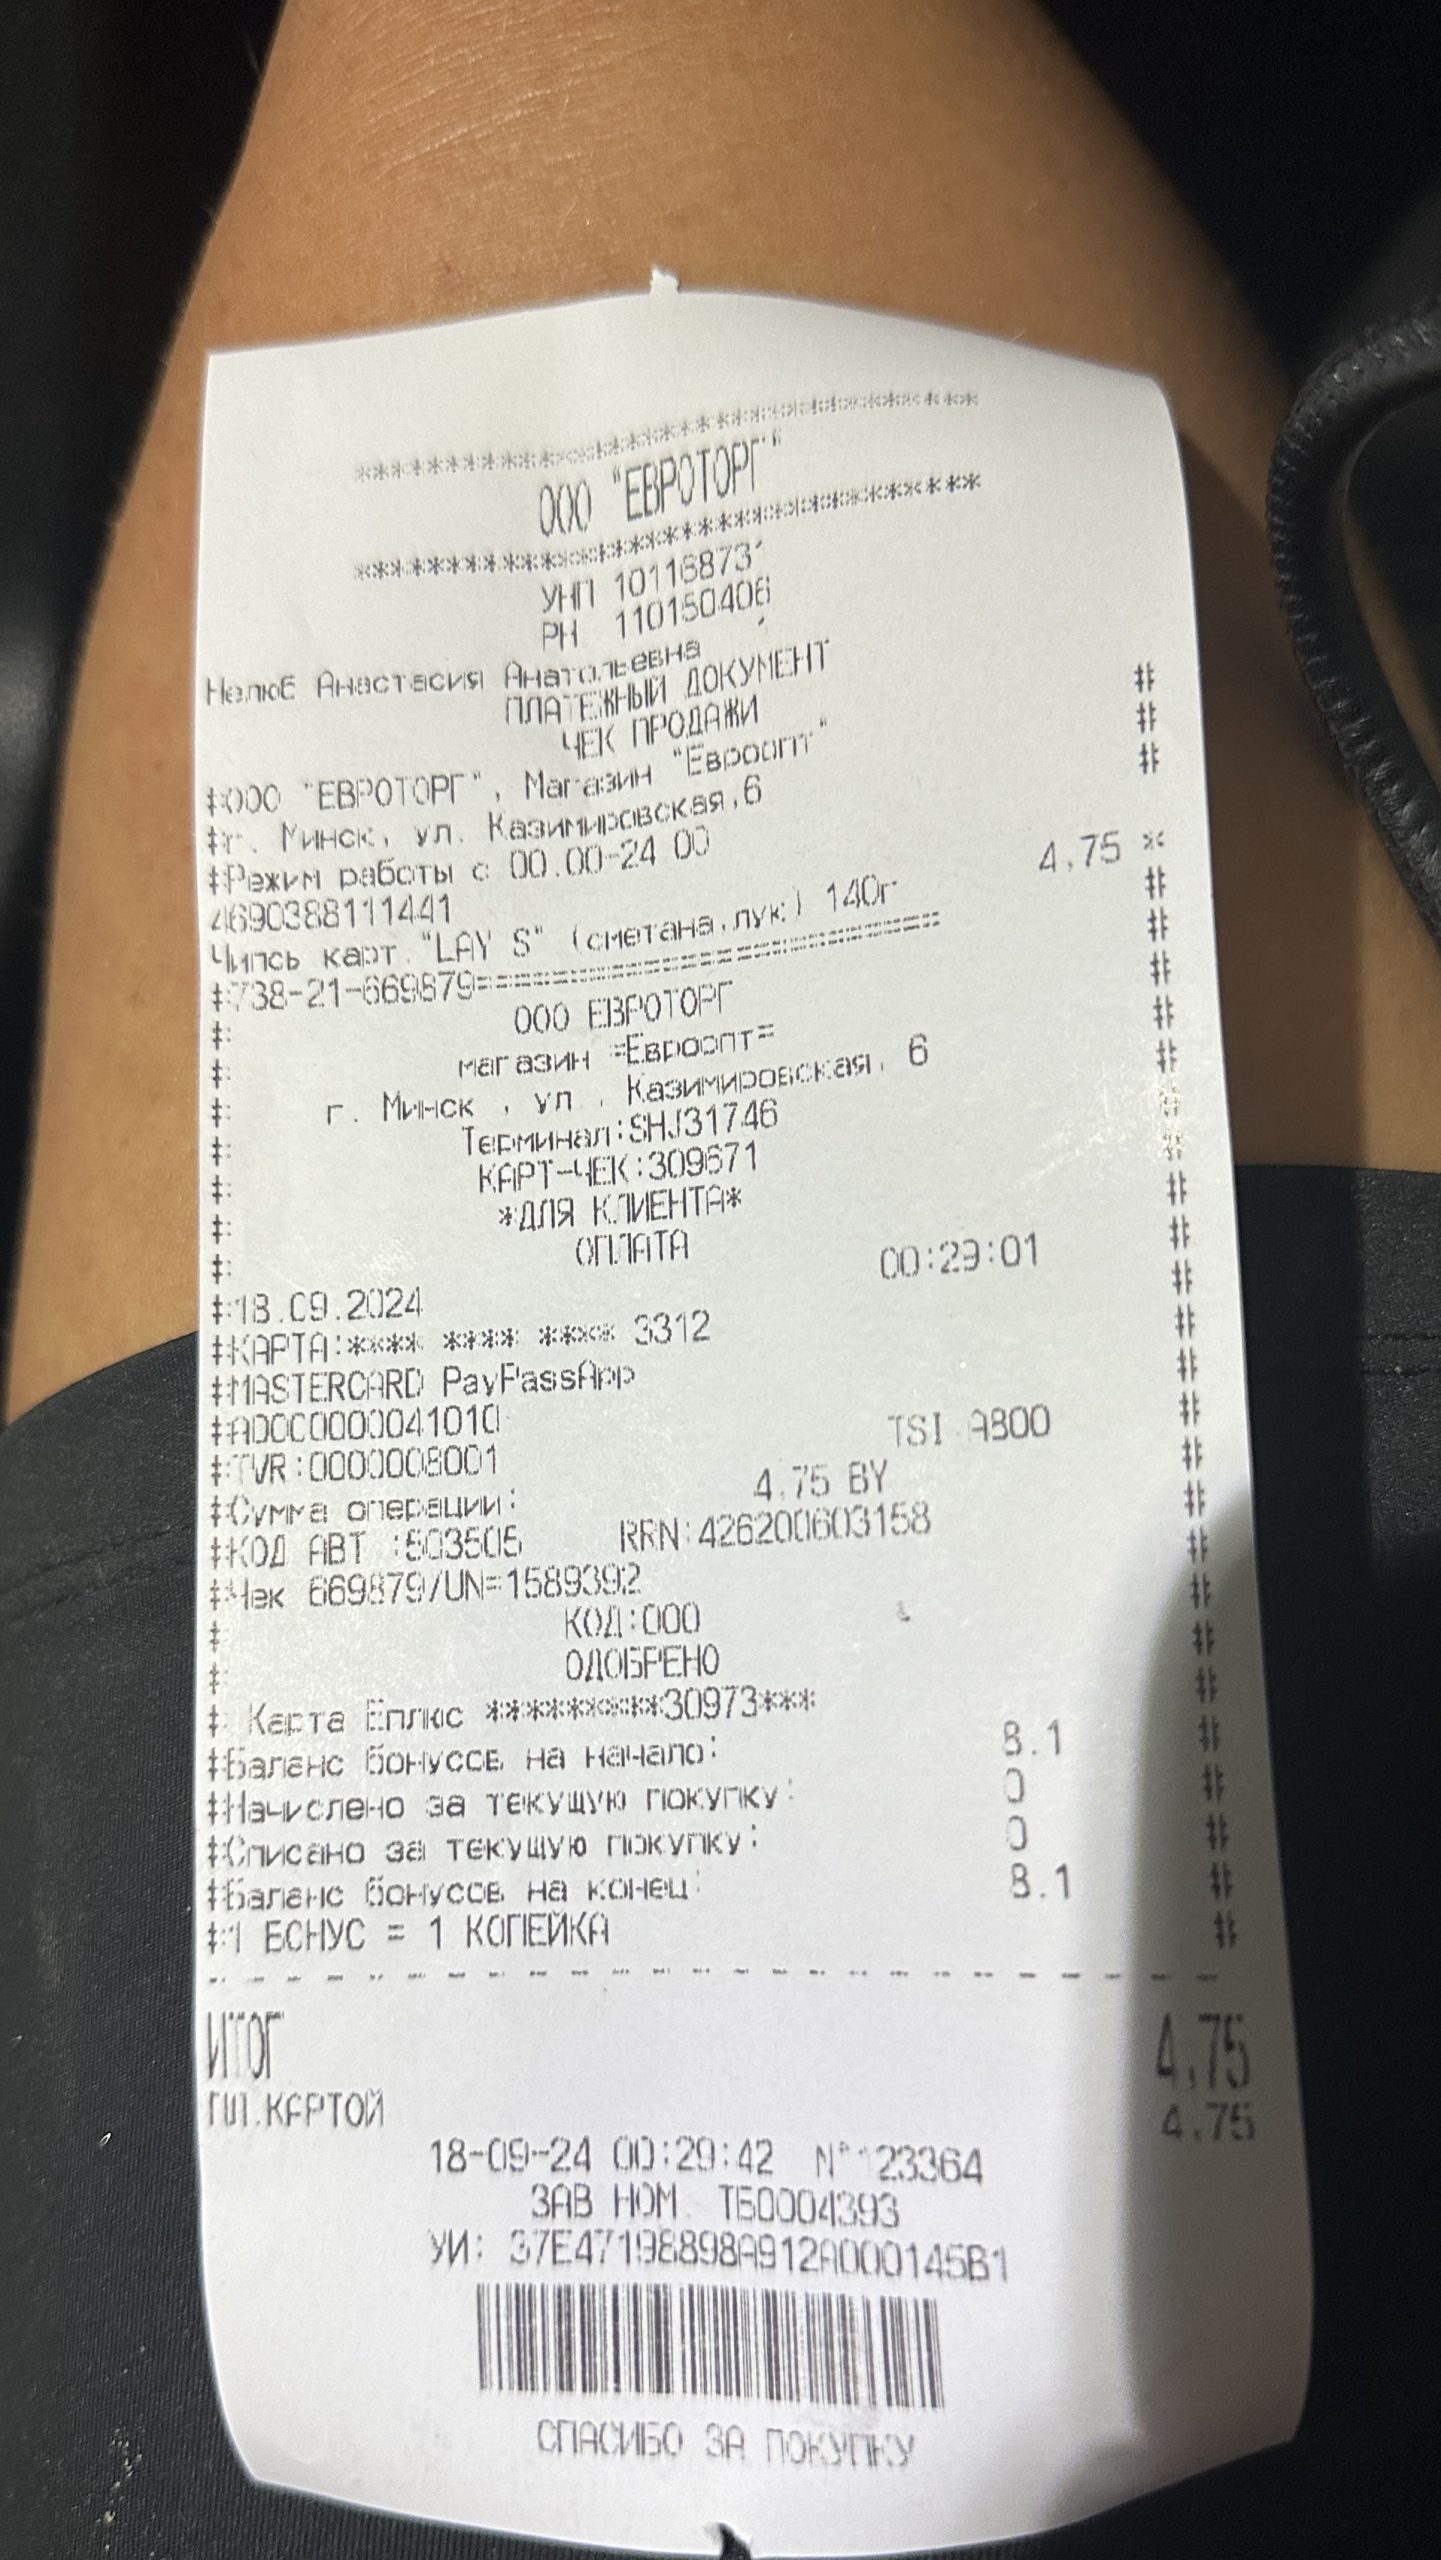 ********************************
ООО "ЕВРОТОРГ"
********************************
УНП 101168731
РН 110150406
Нелюб Анастасия Анатольевна
ПЛАТЕЖНЫЙ ДОКУМЕНТ
ЧЕК ПРОДАЖИ #
#ООО "ЕВРОТОРГ", Магазин "Евроопт" #
#г. Минск, ул. Казимировская,6 #
#Режим работы с 00.00-24.00
4690388111441 4.75 *
Чипсы карт."LAY S" (сметана,лук) 140г #
#738-21-669879================================ #
# ООО ЕВРОТОРГ #
# магазин =Евроопт= #
# г. Минск , ул . Казимировская, 6 #
# Терминал:SHJ31746 #
# КАРТ-ЧЕК:309671 #
# *ДЛЯ КЛИЕНТА* #
# ОПЛАТА #
#18.09.2024 00:29:01 #
#КАРТА:**** **** **** 3312 #
#MASTERCARD PayPassApp #
#A0000000041010 #
#TVR:0000008001 TSI A800 #
#Сумма операции: 4.75 BY #
#КОД АВТ :503505 RRN:426200603158 #
#Чек 669879/UN=1589392 #
# КОД:000 #
# ОДОБРЕНО #
# Карта Еплюс **********30973*** #
#Баланс бонусов на начало: 8.1 #
#Начислено за текущую покупку: 0 #
#Списано за текущую покупку: 0 #
#Баланс бонусов на конец: 8.1 #
#1 БОНУС = 1 КОПЕЙКА #
- - - - - - - - - - - - - - - - - - - - - - - - -
ИТОГ 4.75
ПЛ.КАРТОЙ 4.75
18-09-24 00:29:42 N°123364
ЗАВ НОМ. ТБ0004393
УИ: 37E47198898A912A000145B1
СПАСИБО ЗА ПОКУПКУ